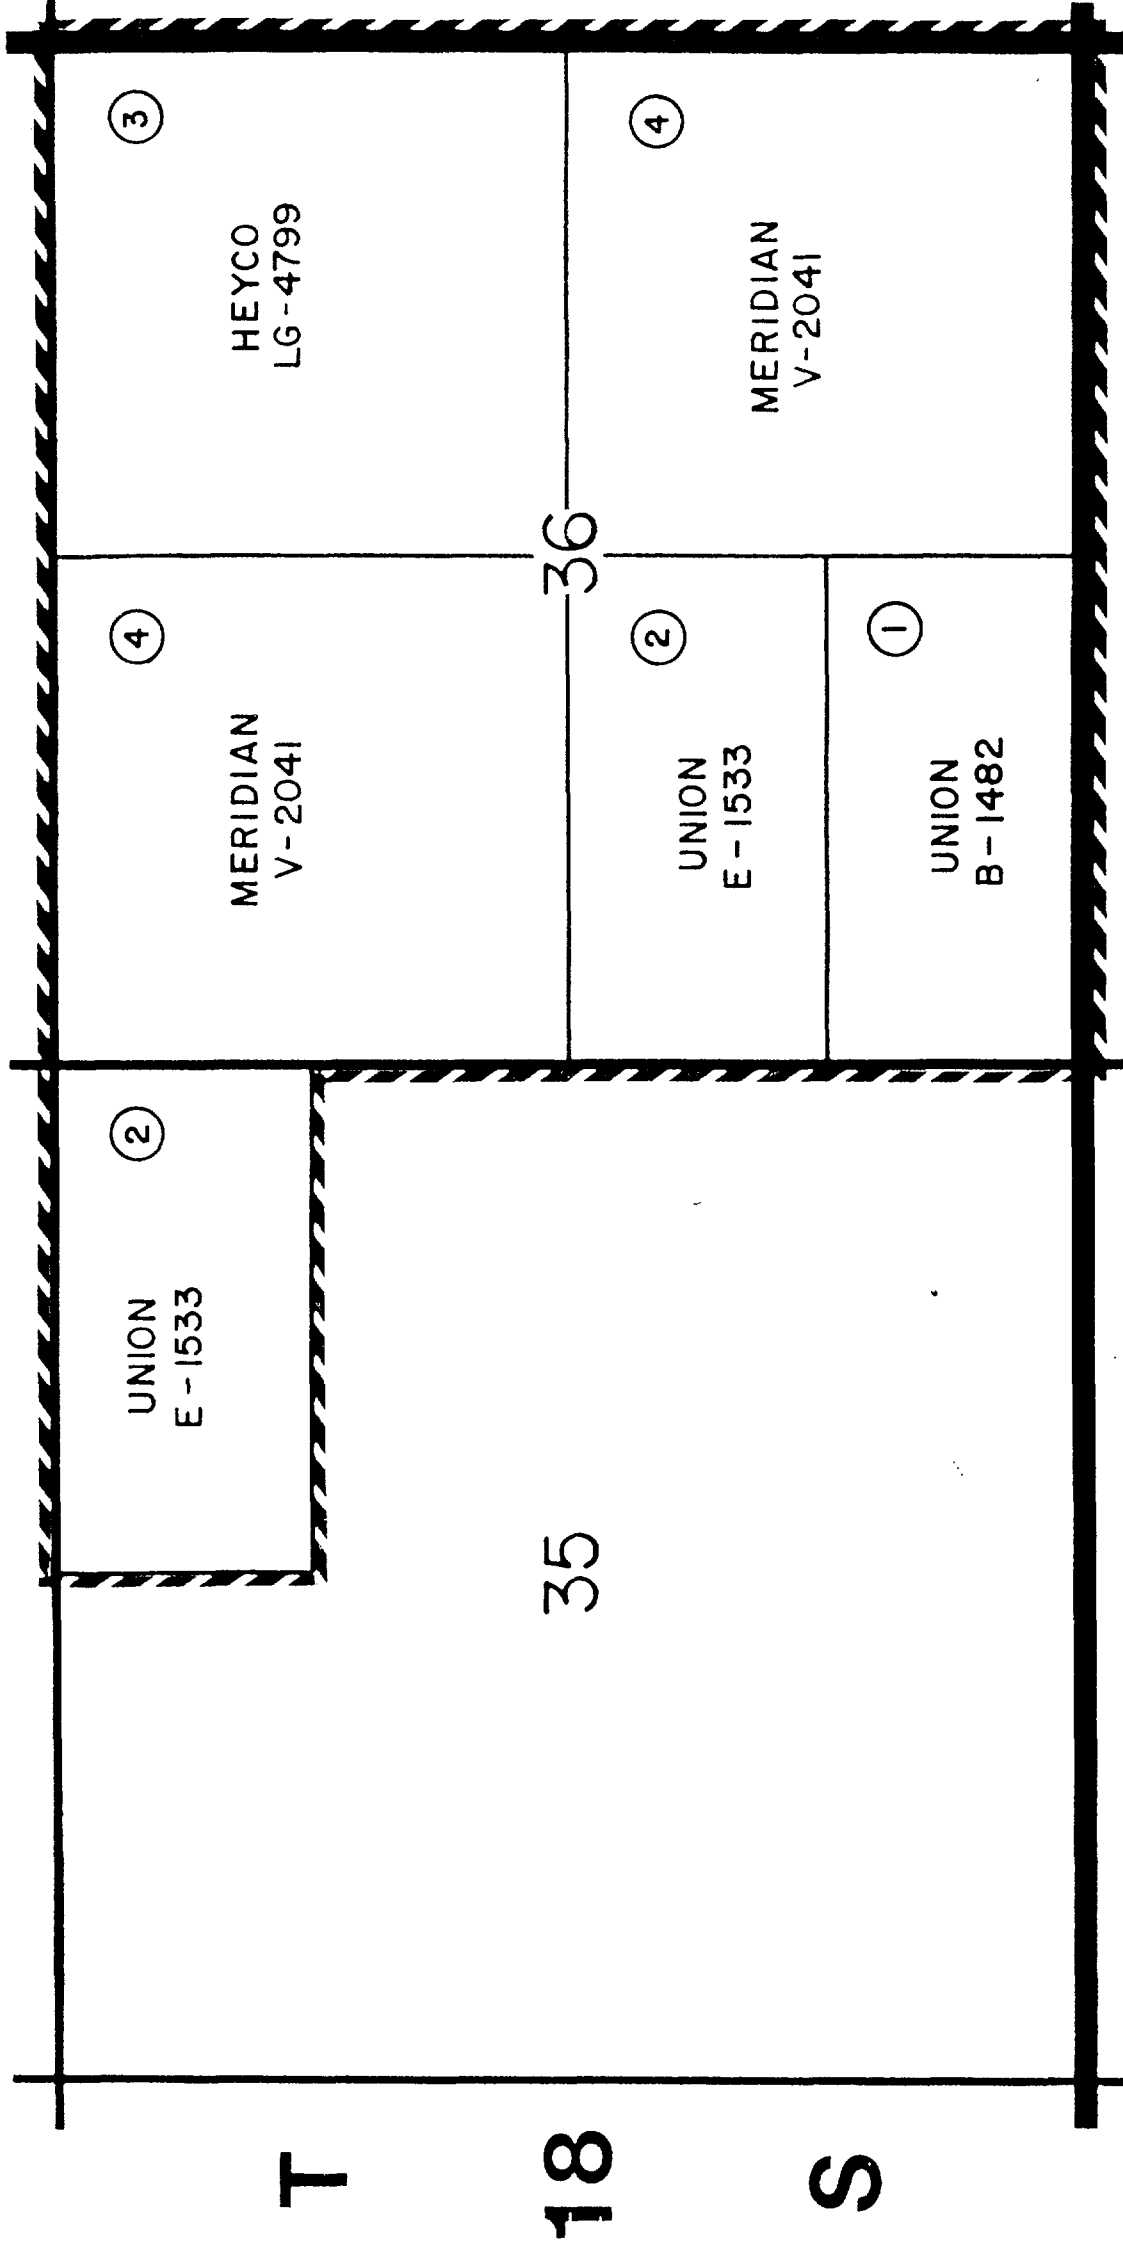 T
2
UNION
E-1533
4
MERIDIAN
V-2041
3
HEYCO
LG-4799
18
35
36
2
UNION
E-1533
4
MERIDIAN
V-2041
S
1
UNION
B-1482